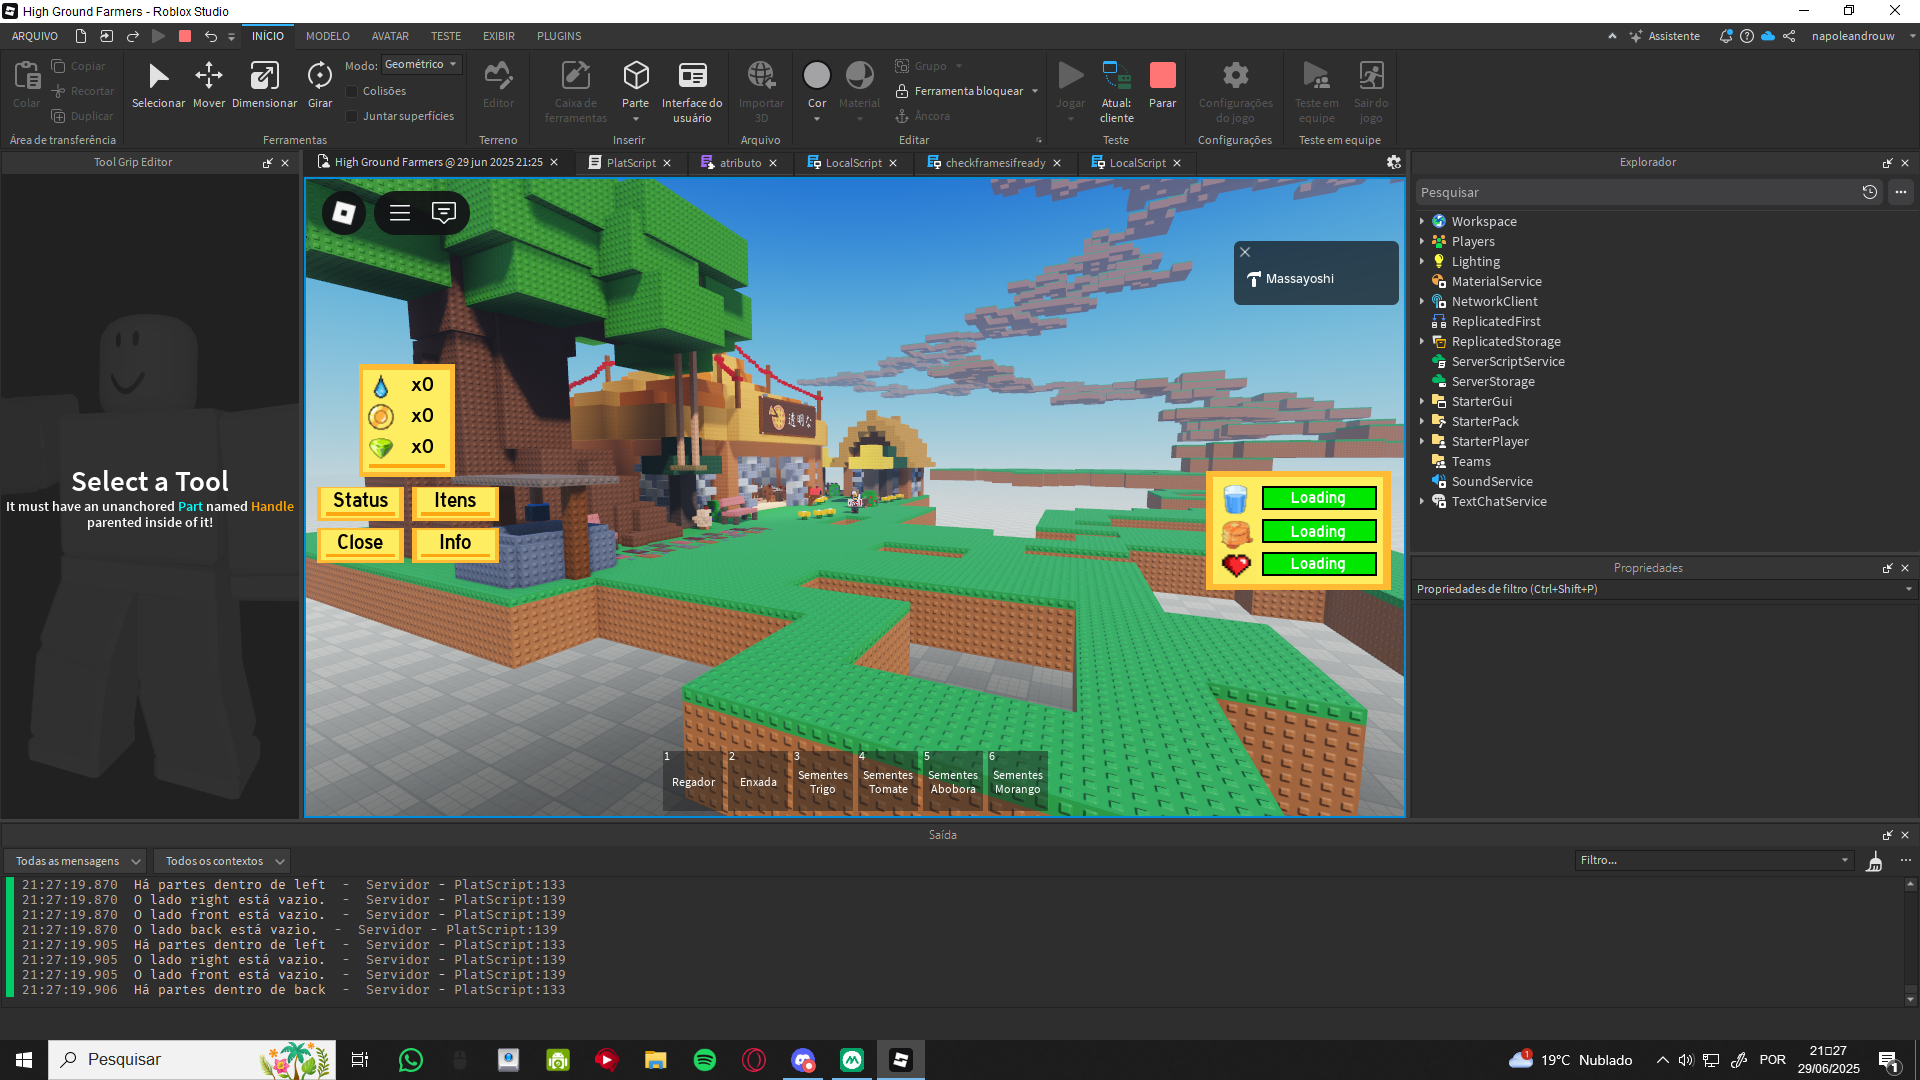 High Ground Farmers - Roblox Studio
ARQUIVO
INÍCIO
MODELO
AVATAR
TESTE
EXIBIR
PLUGINS
Assistente
napoleandrouw
Colar
Copiar
Recortar
Duplicar
Área de transferência
Selecionar
Mover
Dimensionar
Girar
Modo:
Geométrico
Colisões
Juntar superfícies
Ferramentas
Editor
Terreno
Caixa de
ferramentas
Parte
Interface do
usuário
Inserir
Importar
3D
Arquivo
Cor
Material
Grupo
Ferramenta bloquear
Âncora
Editar
Jogar
Atual:
cliente
Parar
Teste
Configurações
do jogo
Configurações
Teste em
equipe
Sair do
jogo
Teste em equipe
Tool Grip Editor
High Ground Farmers @ 29 jun 2025 21:25
PlatScript
atributo
LocalScript
checkframesifready
LocalScript
Select a Tool
It must have an unanchored Part named Handle
parented inside of it!
Massayoshi
透明な
x0
x0
x0
Status
Itens
Close
Info
Loading
Loading
Loading
1
Regador
2
Enxada
3
Sementes
Trigo
4
Sementes
Tomate
5
Sementes
Abobora
6
Sementes
Morango
Explorador
Pesquisar
Workspace
Players
Lighting
MaterialService
NetworkClient
ReplicatedFirst
ReplicatedStorage
ServerScriptService
ServerStorage
StarterGui
StarterPack
StarterPlayer
Teams
SoundService
TextChatService
Propriedades
Propriedades de filtro (Ctrl+Shift+P)
Saída
Todas as mensagens
Todos os contextos
Filtro...
21:27:19.870 Há partes dentro de left - Servidor - PlatScript:133
21:27:19.870 O lado right está vazio. - Servidor - PlatScript:139
21:27:19.870 O lado front está vazio. - Servidor - PlatScript:139
21:27:19.870 O lado back está vazio. - Servidor - PlatScript:139
21:27:19.905 Há partes dentro de left - Servidor - PlatScript:133
21:27:19.905 O lado right está vazio. - Servidor - PlatScript:139
21:27:19.905 O lado front está vazio. - Servidor - PlatScript:139
21:27:19.906 Há partes dentro de back - Servidor - PlatScript:133
Pesquisar
1
19°C Nublado
POR
21□27
29/06/2025
1